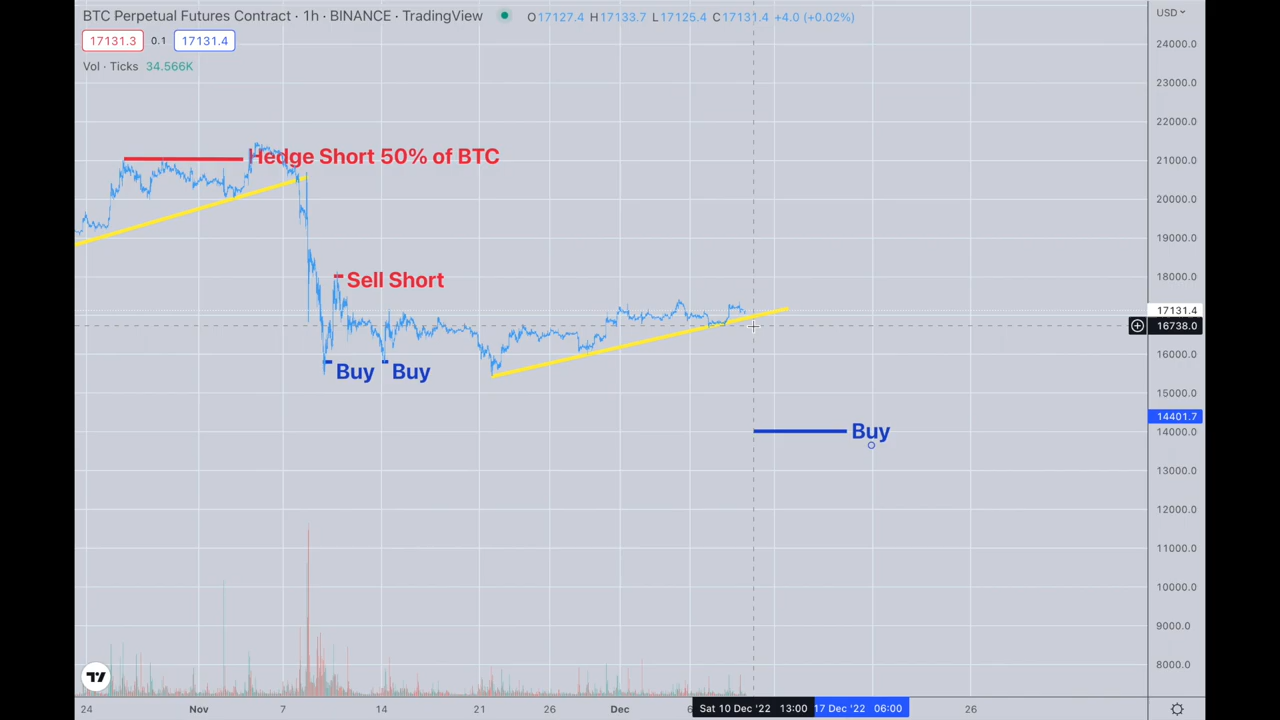 BTC Perpetual Futures Contract · 1h · BINANCE · TradingView O17127.4 H17133.7 L17125.4 C17131.4 +4.0 (+0.02%)
USD
17131.3 0.1 17131.4
Vol · Ticks 34.566K
24000.0
23000.0
22000.0
21000.0
20000.0
19000.0
18000.0
17131.4
16738.0
16000.0
15000.0
14401.7
14000.0
13000.0
12000.0
11000.0
10000.0
9000.0
8000.0
Hedge Short 50% of BTC
Sell Short
Buy Buy
Buy
24 Nov 7 14 21 26 Dec Sat 10 Dec '22 13:00 17 Dec '22 06:00 26